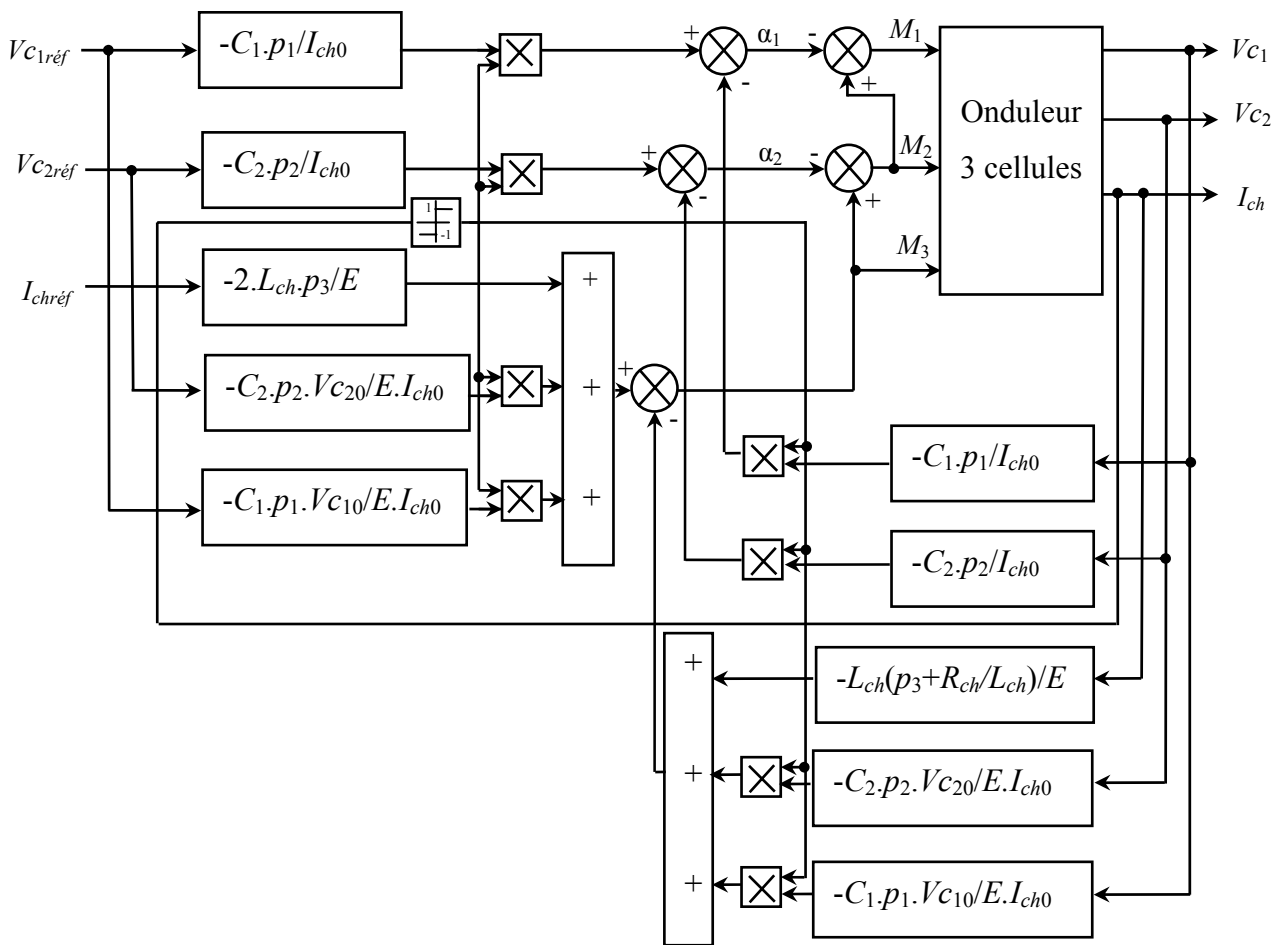 Vc1réf
-C1.p1/Ich0
+
-
α1
-
+
M1
Vc1
Onduleur
3 cellules
Vc2
Vc2réf
-C2.p2/Ich0
+
-
α2
-
+
M2
Ich
1
-1
Ichréf
-2.Lch.p3/E
+
+
+
M3
-C2.p2.Vc20/E.Ich0
+
-
-C1.p1.Vc10/E.Ich0
-C1.p1/Ich0
-C2.p2/Ich0
+
+
+
-Lch(p3+Rch/Lch)/E
-C2.p2.Vc20/E.Ich0
-C1.p1.Vc10/E.Ich0